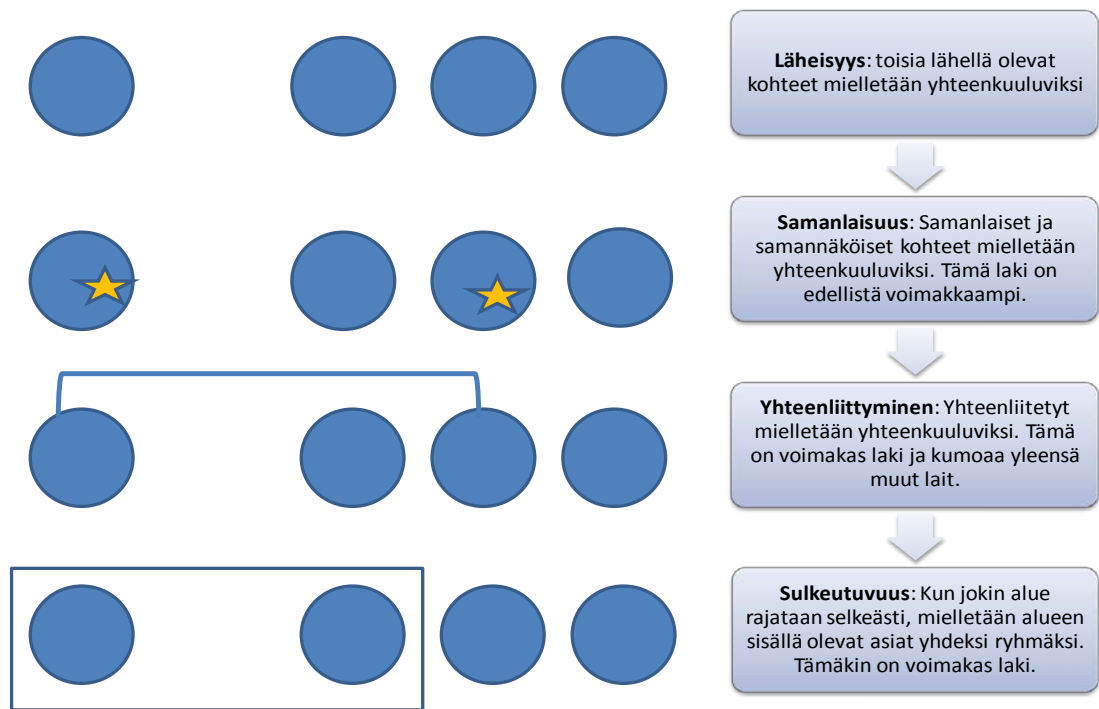 Läheisyys: toisia lähellä olevat
kohteet mielletään yhteenkuuluviksi
Samanlaisuus: Samanlaiset ja
samannäköiset kohteet mielletään
yhteenkuuluviksi. Tämä laki on
edellistä voimakkaampi.
Yhteenliittyminen: Yhteenliitetyt
mielletään yhteenkuuluviksi. Tämä
on voimakas laki ja kumoaa yleensä
muut lait.
Sulkeutuvuus: Kun jokin alue
rajataan selkeästi, mielletään alueen
sisällä olevat asiat yhdeksi ryhmäksi.
Tämäkin on voimakas laki.